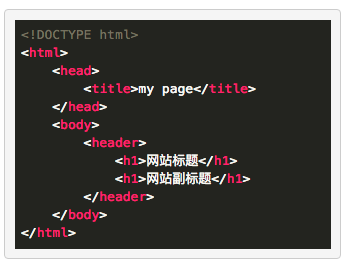 <!DOCTYPE html>
<html>
    <head>
        <title>my page</title>
    </head>
    <body>
        <header>
            <h1>网站标题</h1>
            <h1>网站副标题</h1>
        </header>
    </body>
</html>